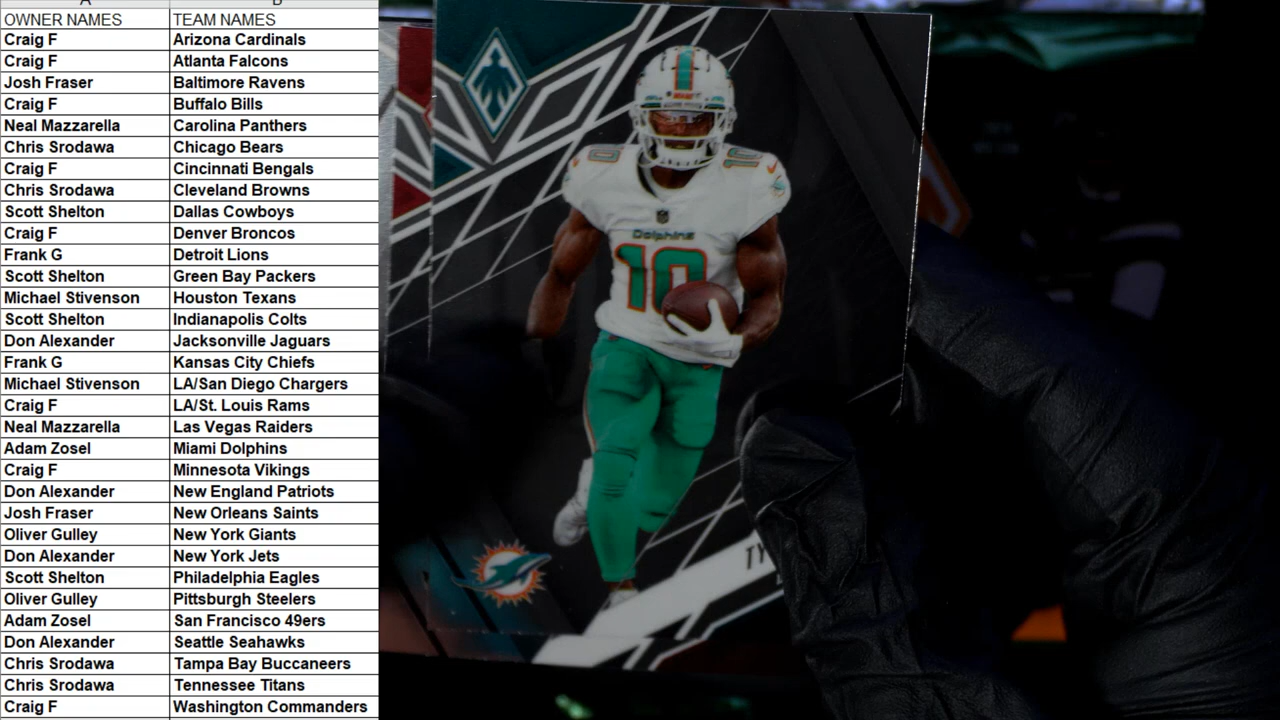 OWNER NAMES TEAM NAMES
Craig F Arizona Cardinals
Craig F Atlanta Falcons
Josh Fraser Baltimore Ravens
Craig F Buffalo Bills
Neal Mazzarella Carolina Panthers
Chris Srodawa Chicago Bears
Craig F Cincinnati Bengals
Chris Srodawa Cleveland Browns
Scott Shelton Dallas Cowboys
Craig F Denver Broncos
Frank G Detroit Lions
Scott Shelton Green Bay Packers
Michael Stivenson Houston Texans
Scott Shelton Indianapolis Colts
Don Alexander Jacksonville Jaguars
Frank G Kansas City Chiefs
Michael Stivenson LA/San Diego Chargers
Craig F LA/St. Louis Rams
Neal Mazzarella Las Vegas Raiders
Adam Zosel Miami Dolphins
Craig F Minnesota Vikings
Don Alexander New England Patriots
Josh Fraser New Orleans Saints
Oliver Gulley New York Giants
Don Alexander New York Jets
Scott Shelton Philadelphia Eagles
Oliver Gulley Pittsburgh Steelers
Adam Zosel San Francisco 49ers
Don Alexander Seattle Seahawks
Chris Srodawa Tampa Bay Buccaneers
Chris Srodawa Tennessee Titans
Craig F Washington Commanders
10 10
Dolphins
10
TY